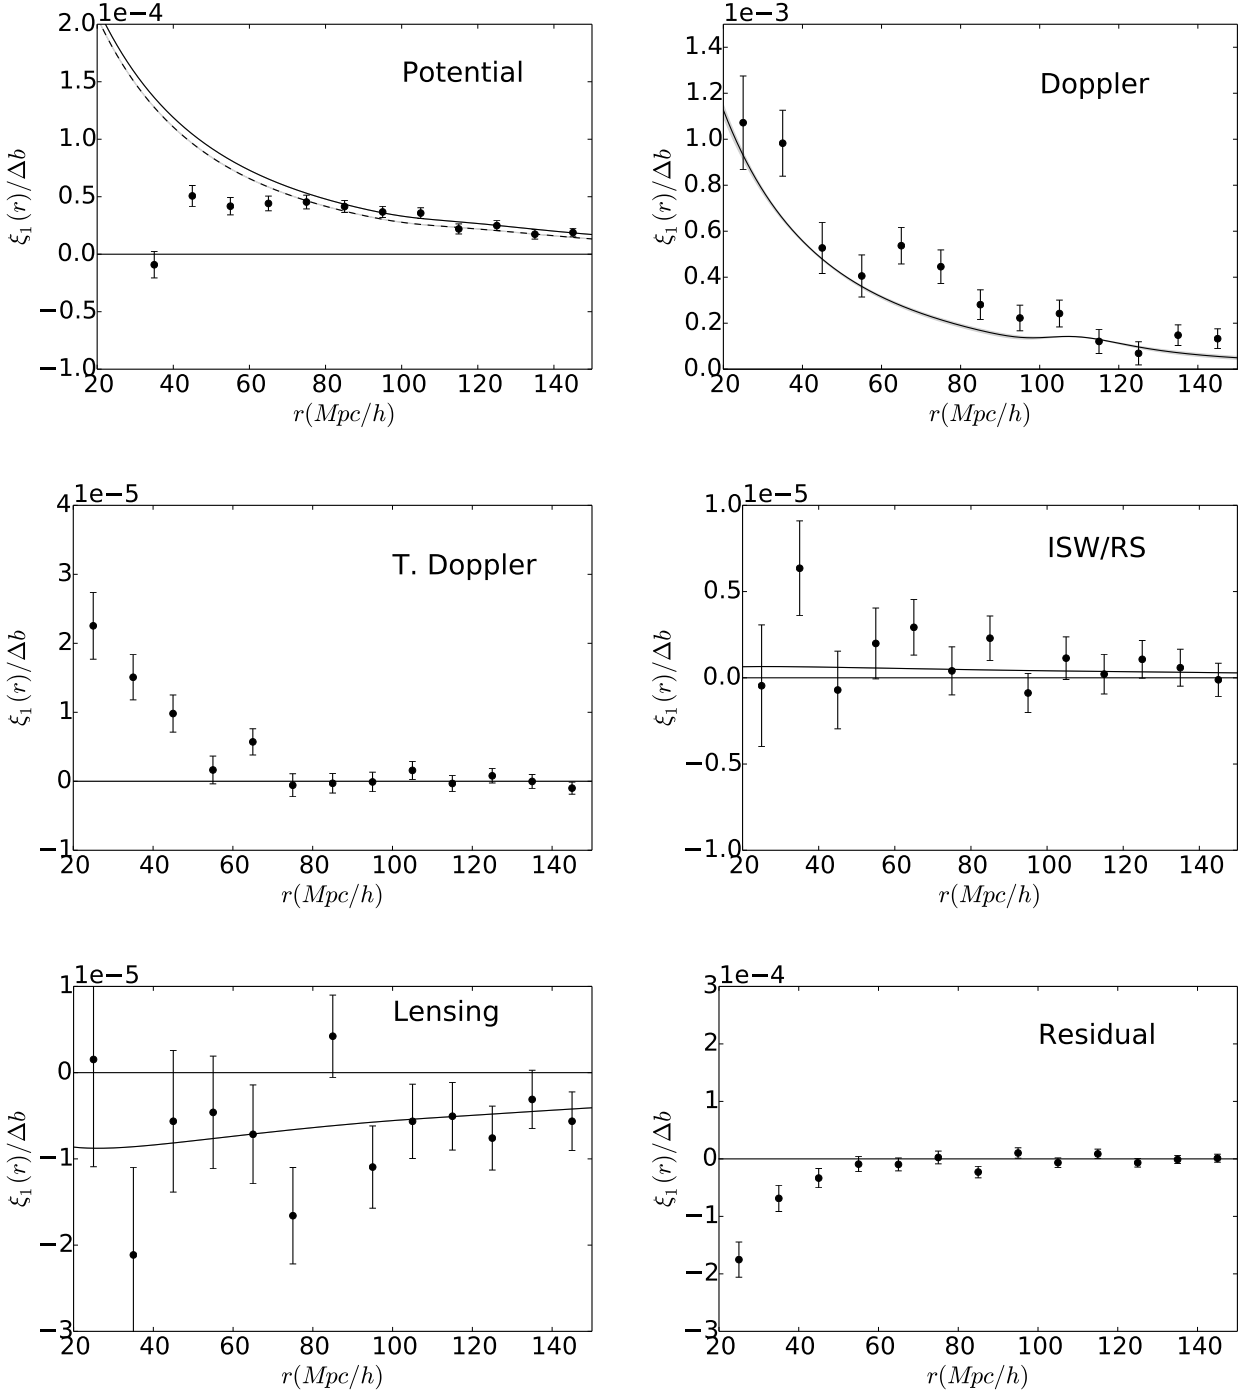 1e−4
Potential
2.0
1.5
1.0
0.5
0.0
−0.5
−1.0
ξ₁(r)/Δb
20 40 60 80 100 120 140
r(Mpc/h)
1e−3
Doppler
1.4
1.2
1.0
0.8
0.6
0.4
0.2
0.0
ξ₁(r)/Δb
20 40 60 80 100 120 140
r(Mpc/h)
1e−5
T. Doppler
4
3
2
1
0
−1
ξ₁(r)/Δb
20 40 60 80 100 120 140
r(Mpc/h)
1e−5
ISW/RS
1.0
0.5
0.0
−0.5
−1.0
ξ₁(r)/Δb
20 40 60 80 100 120 140
r(Mpc/h)
1e−5
Lensing
1
0
−1
−2
−3
ξ₁(r)/Δb
20 40 60 80 100 120 140
r(Mpc/h)
1e−4
Residual
3
2
1
0
−1
−2
−3
ξ₁(r)/Δb
20 40 60 80 100 120 140
r(Mpc/h)